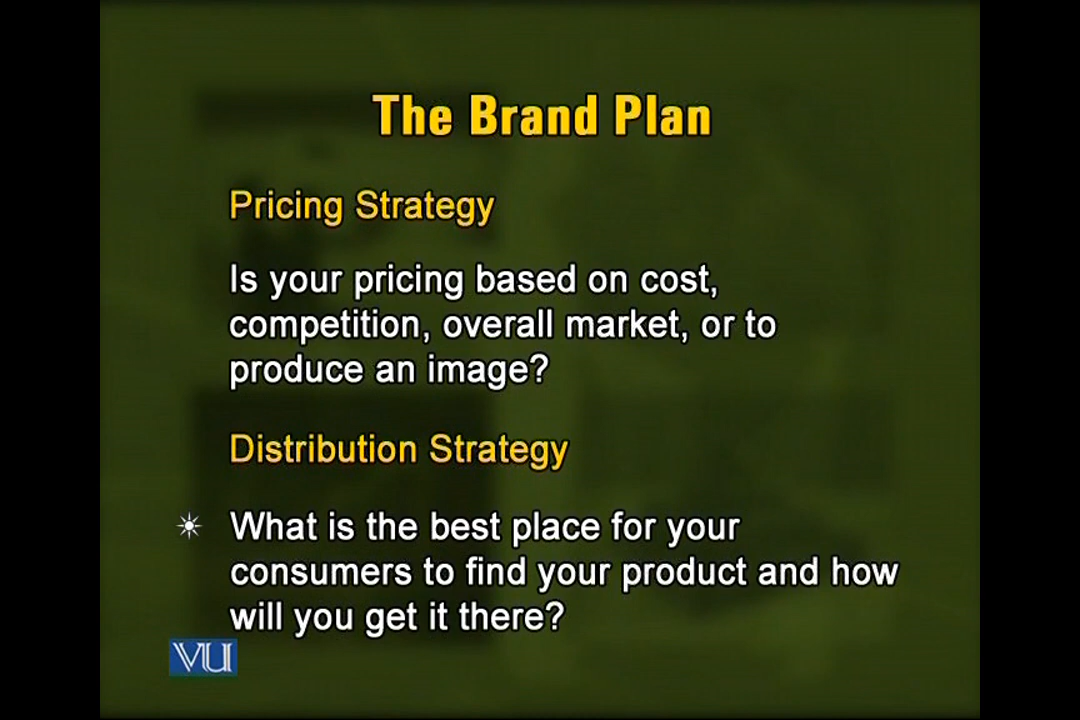 The Brand Plan
Pricing Strategy
Is your pricing based on cost,
competition, overall market, or to
produce an image?
Distribution Strategy
What is the best place for your
consumers to find your product and how
will you get it there?
VU